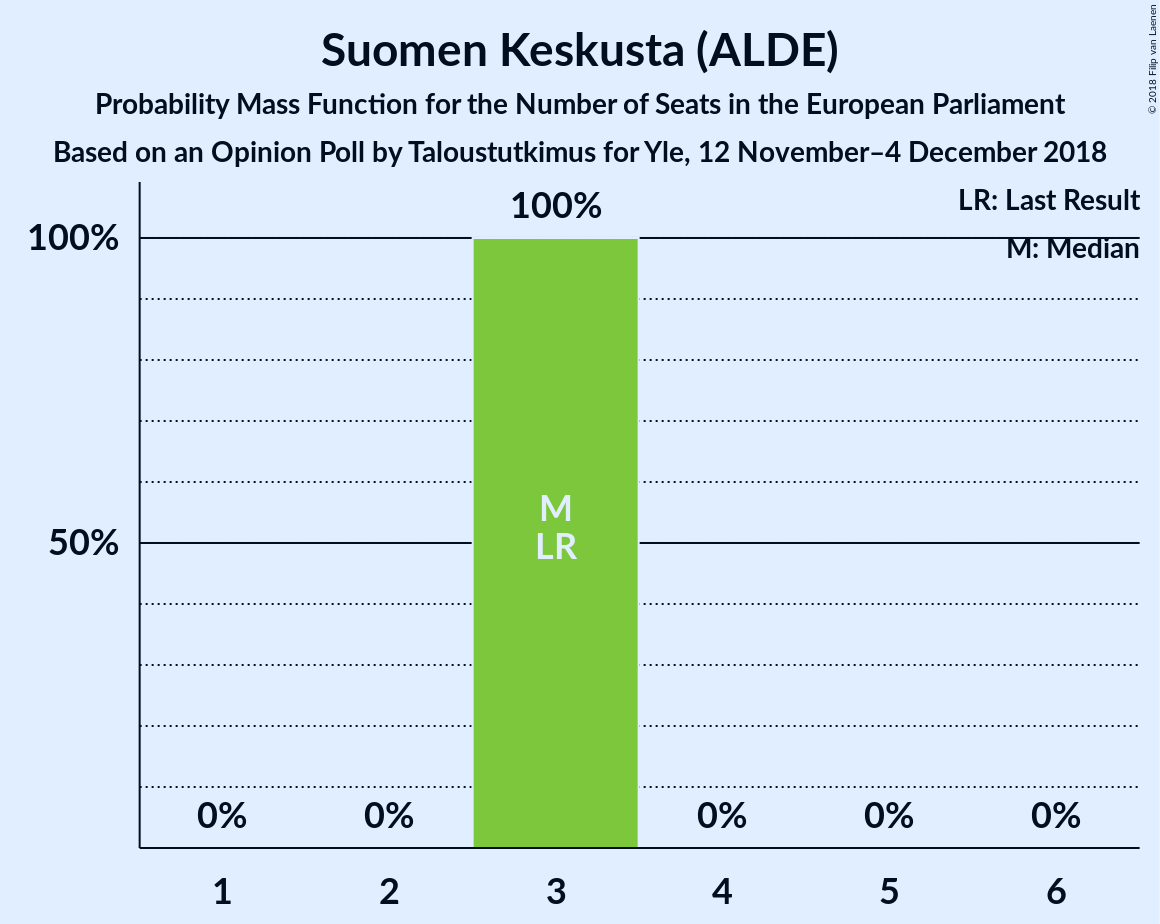 Suomen Keskusta (ALDE)
Probability Mass Function for the Number of Seats in the European Parliament
Based on an Opinion Poll by Taloustutkimus for Yle, 12 November–4 December 2018
© 2018 Filip van Laenen
LR: Last Result
M: Median
100%
100%
50%
M
LR
0%
0%
0%
0%
0%
1
2
3
4
5
6